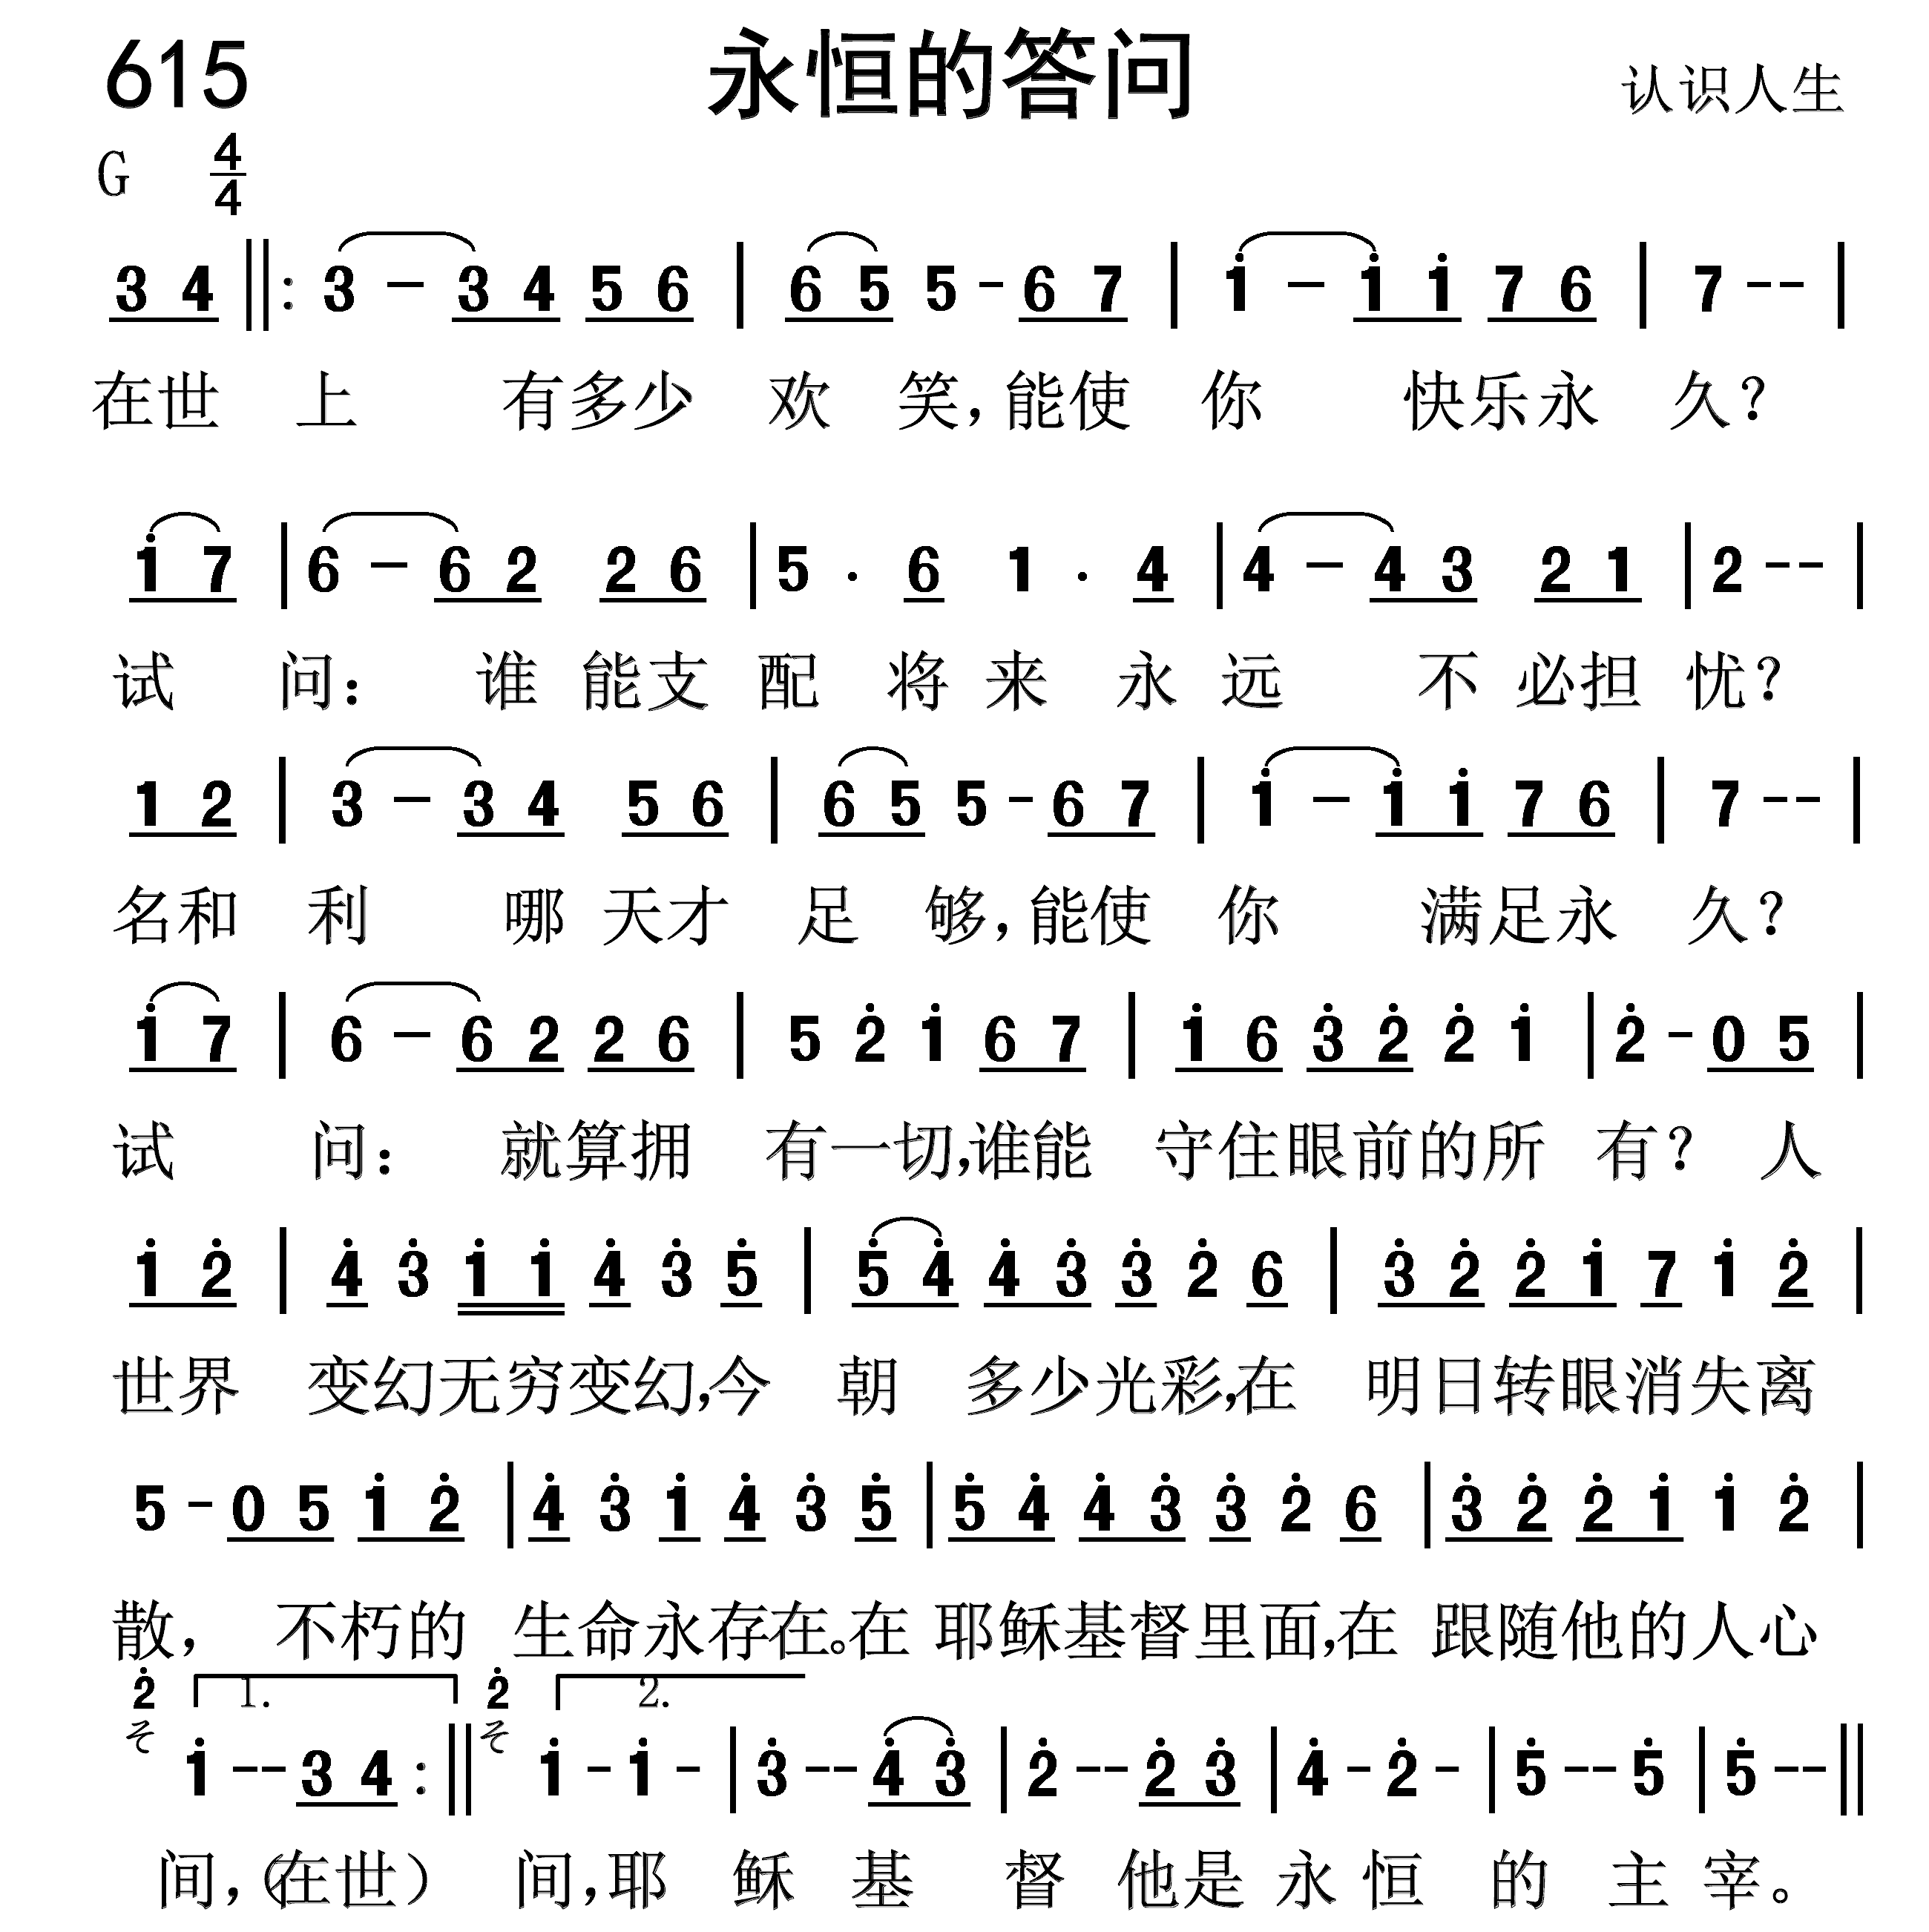 615 永恒的答问 认识人生
G 4/4
3 4 ||: 3 - 3 4 5 6 | 6 5 5 - 6 7 | i - i i 7 6 | 7 - - |
在世 上 有多少 欢 笑,能使 你 快乐永 久?
i 7 | 6 - 6 2 2 6 | 5 . 6 1 . 4 | 4 - 4 3 2 1 | 2 - - |
试 问: 谁 能支 配 将 来 永 远 不 必担 忧?
1 2 | 3 - 3 4 5 6 | 6 5 5 - 6 7 | i - i i 7 6 | 7 - - |
名和 利 哪 天才 足 够,能使 你 满足永 久?
i 7 | 6 - 6 2 2 6 | 5 2̇ i 6 7 | i 6 3̇ 2̇ 2̇ i | 2̇ - 0 5 |
试 问: 就算拥 有一切,谁能 守住眼前的所 有? 人
i 2̇ | 4̇ 3̇ i i 4̇ 3̇ 5̇ | 5̇ 4̇ 4̇ 3̇ 3̇ 2̇ 6 | 3̇ 2̇ 2̇ i 7 i 2̇ |
世界 变幻无穷变幻,今 朝 多少光彩,在 明日转眼消失离
5 - 0 5 i 2̇ | 4̇ 3̇ i 4̇ 3̇ 5̇ | 5̇ 4̇ 4̇ 3̇ 3̇ 2̇ 6 | 3̇ 2̇ 2̇ i i 2̇ |
散, 不朽的 生命永存在。在 耶稣基督里面,在 跟随他的人心
2̇ 1. 2̇ 2.
i - - 3 4 :|| i - i - | 3̇ - - 4̇ 3̇ | 2̇ - - 2̇ 3̇ | 4̇ - 2̇ - | 5̇ - - 5̇ | 5̇ - - ||
间,(在世) 间,耶 稣 基 督 他是 永 恒 的 主 宰。